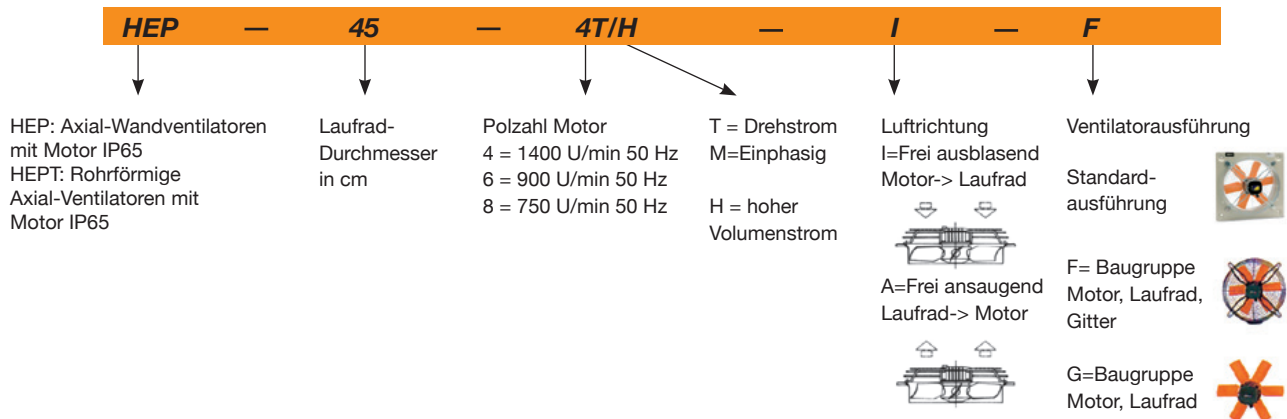 HEP — 45 — 4T/H — I — F
HEP: Axial-Wandventilatoren
mit Motor IP65
HEPT: Rohrförmige
Axial-Ventilatoren mit
Motor IP65
Laufrad-
Durchmesser
in cm
Polzahl Motor
4 = 1400 U/min 50 Hz
6 = 900 U/min 50 Hz
8 = 750 U/min 50 Hz
T = Drehstrom
M=Einphasig
H = hoher
Volumenstrom
Luftrichtung
I=Frei ausblasend
Motor-> Laufrad
A=Frei ansaugend
Laufrad-> Motor
Ventilatorausführung
Standard-
ausführung
F= Baugruppe
Motor, Laufrad,
Gitter
G=Baugruppe
Motor, Laufrad